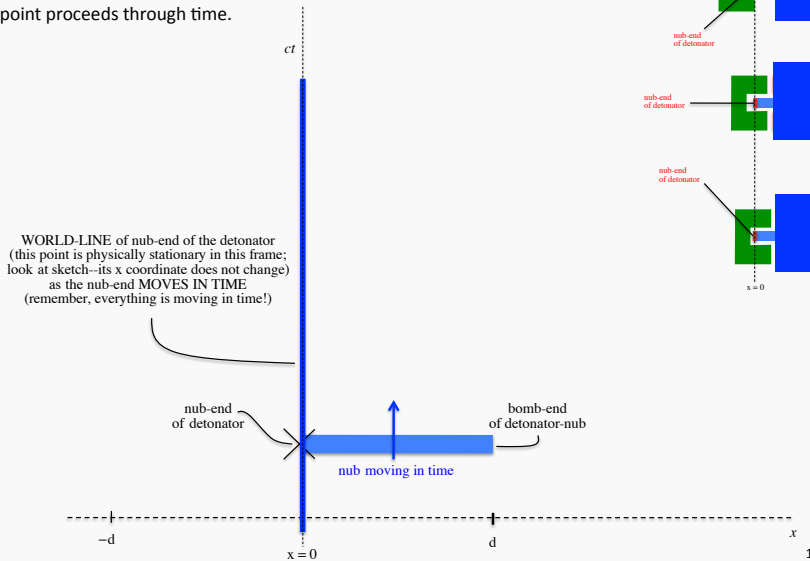 point proceeds through time.
ct
nub-end
of detonator
nub-end
of detonator
nub-end
of detonator
x = 0
WORLD-LINE of nub-end of the detonator
(this point is physically stationary in this frame;
look at sketch--its x coordinate does not change)
as the nub-end MOVES IN TIME
(remember, everything is moving in time!)
nub-end
of detonator
bomb-end
of detonator-nub
nub moving in time
−d
x = 0
d
x
1